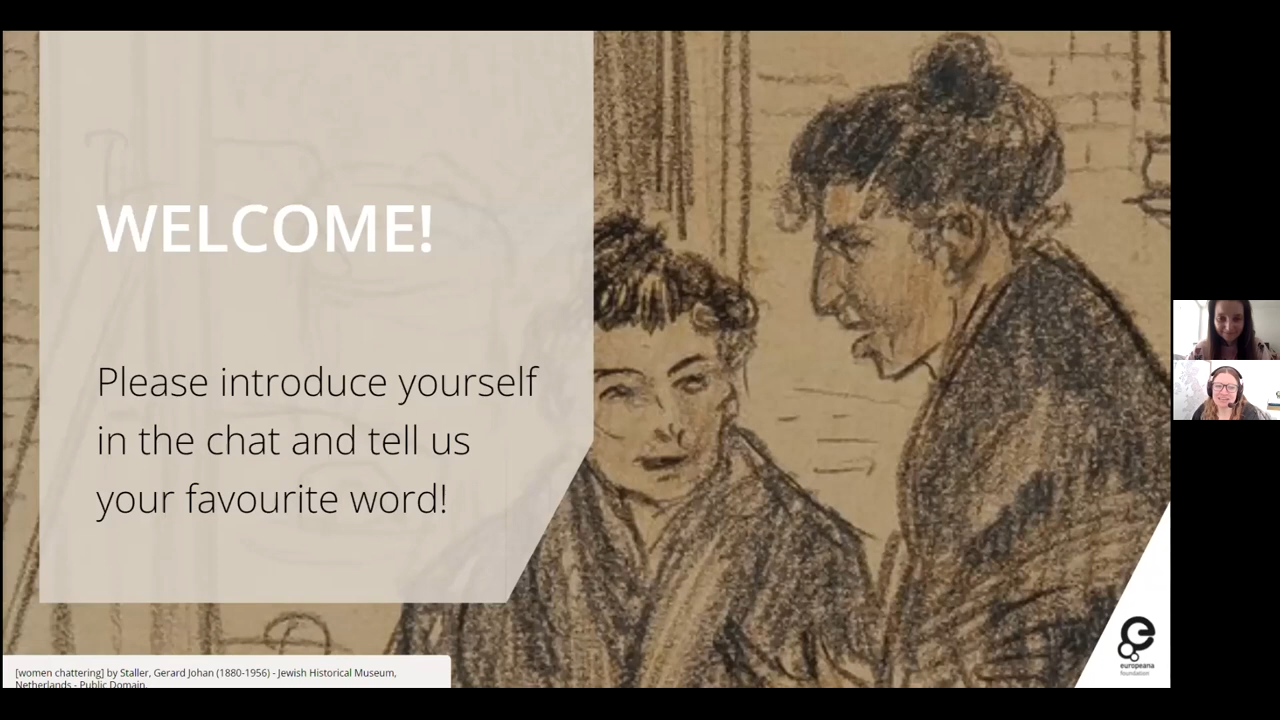 WELCOME!
Please introduce yourself
in the chat and tell us
your favourite word!
[women chattering] by Staller, Gerard Johan (1880-1956) - Jewish Historical Museum,
Netherlands - Public Domain.
europeana
foundation